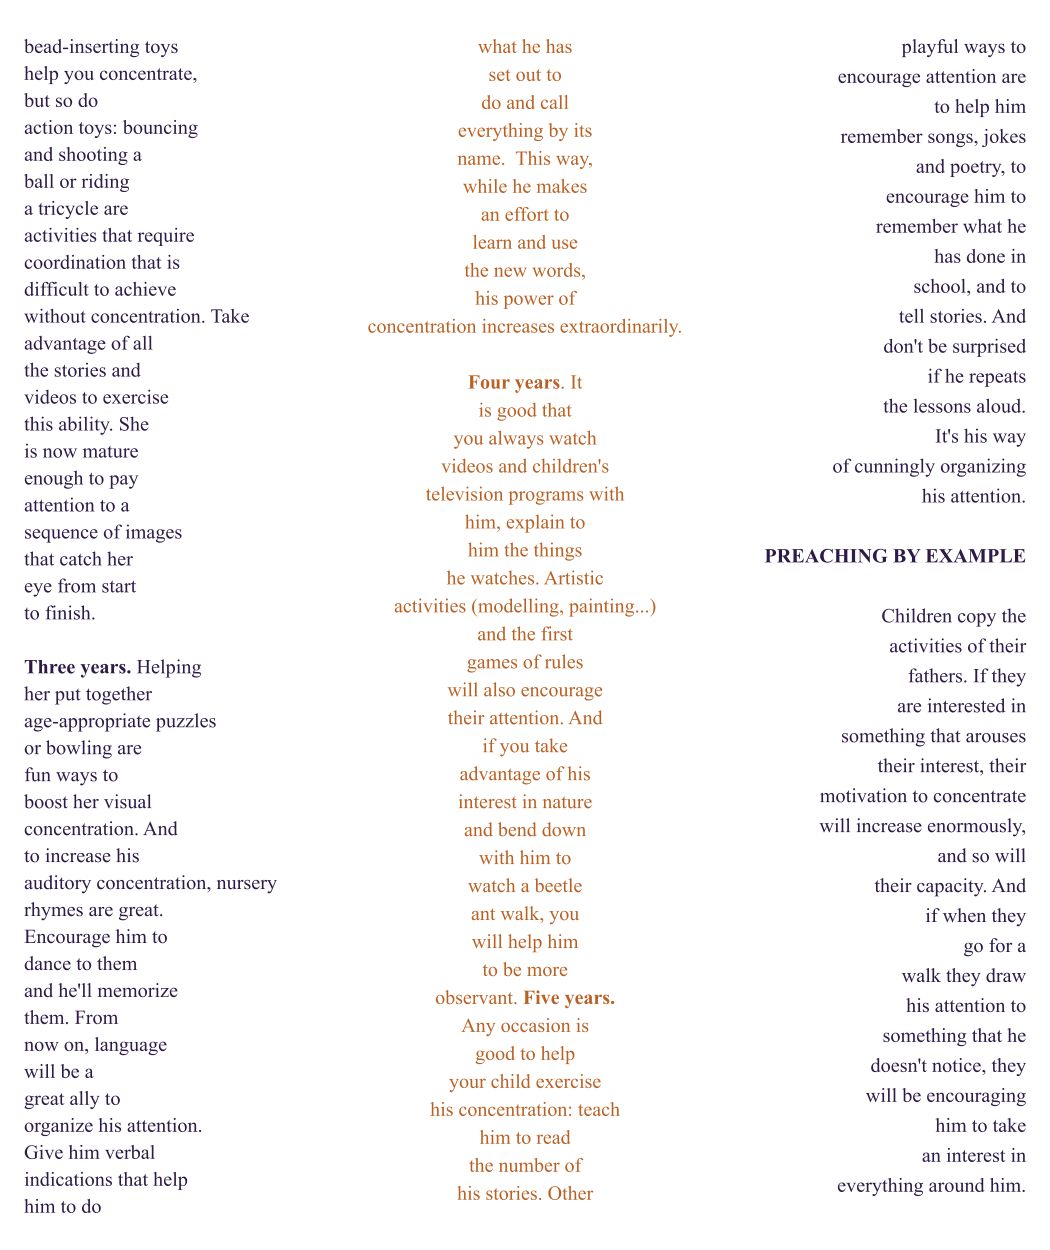 bead-inserting toys
help you concentrate,
but so do
action toys: bouncing
and shooting a
ball or riding
a tricycle are
activities that require
coordination that is
difficult to achieve
without concentration. Take
advantage of all
the stories and
videos to exercise
this ability. She
is now mature
enough to pay
attention to a
sequence of images
that catch her
eye from start
to finish.

Three years. Helping
her put together
age-appropriate puzzles
or bowling are
fun ways to
boost her visual
concentration. And
to increase his
auditory concentration, nursery
rhymes are great.
Encourage him to
dance to them
and he'll memorize
them. From
now on, language
will be a
great ally to
organize his attention.
Give him verbal
indications that help
him to do
what he has
set out to
do and call
everything by its
name.  This way,
while he makes
an effort to
learn and use
the new words,
his power of
concentration increases extraordinarily.

Four years. It
is good that
you always watch
videos and children's
television programs with
him, explain to
him the things
he watches. Artistic
activities (modelling, painting...)
and the first
games of rules
will also encourage
their attention. And
if you take
advantage of his
interest in nature
and bend down
with him to
watch a beetle
ant walk, you
will help him
to be more
observant. Five years.
Any occasion is
good to help
your child exercise
his concentration: teach
him to read
the number of
his stories. Other
playful ways to
encourage attention are
to help him
remember songs, jokes
and poetry, to
encourage him to
remember what he
has done in
school, and to
tell stories. And
don't be surprised
if he repeats
the lessons aloud.
It's his way
of cunningly organizing
his attention.

PREACHING BY EXAMPLE

Children copy the
activities of their
fathers. If they
are interested in
something that arouses
their interest, their
motivation to concentrate
will increase enormously,
and so will
their capacity. And
if when they
go for a
walk they draw
his attention to
something that he
doesn't notice, they
will be encouraging
him to take
an interest in
everything around him.